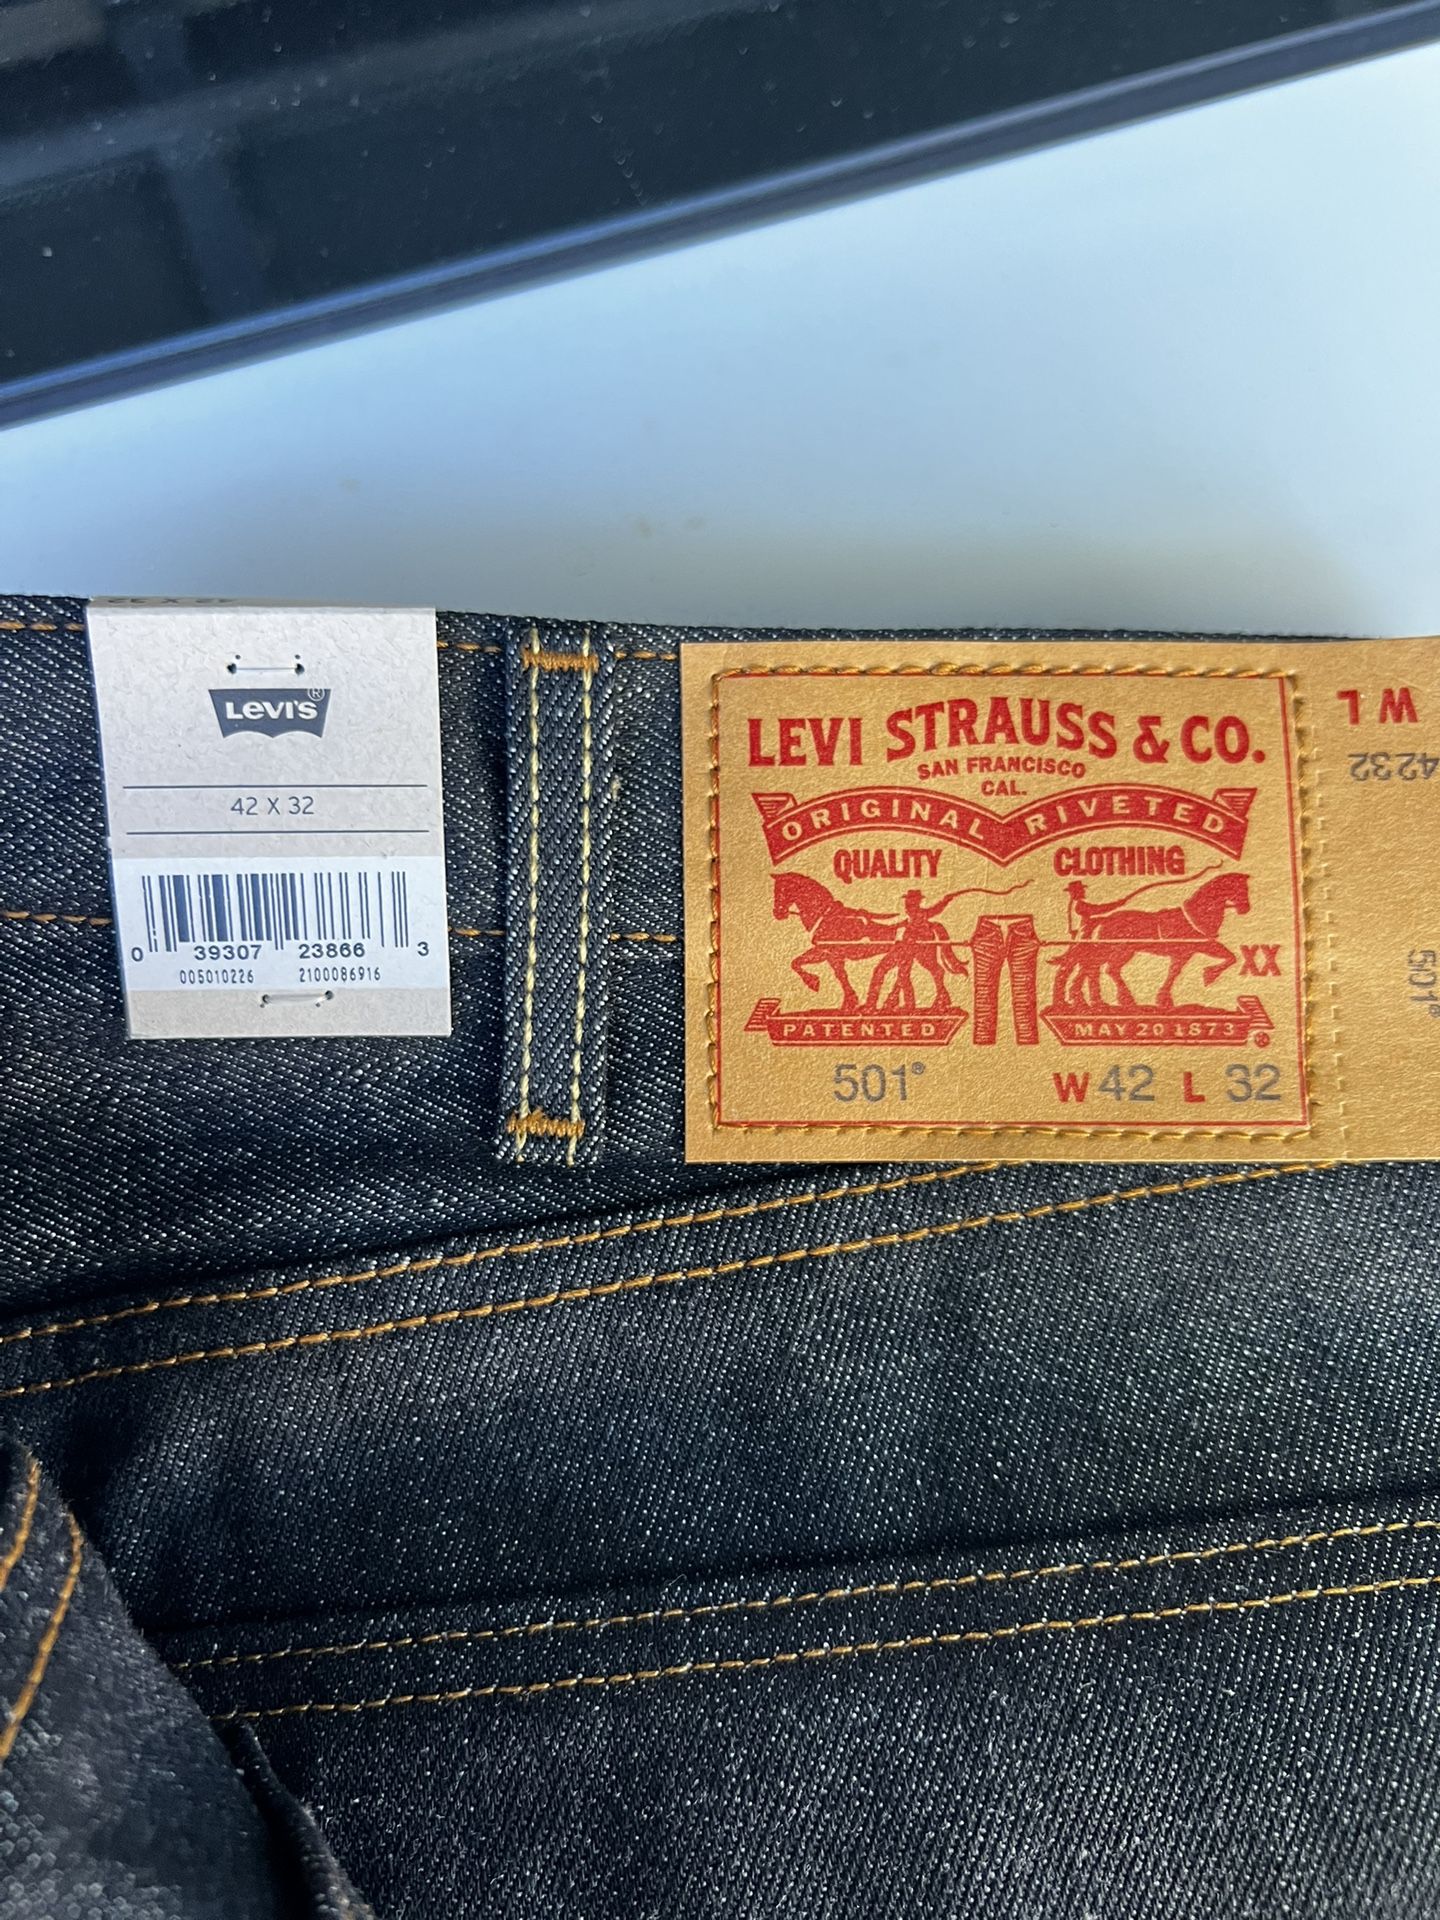 LEVI'S®
42 X 32
0 39307 23866 3
005010226 2100086916
LEVI STRAUSS & CO.
SAN FRANCISCO
CAL.
ORIGINAL RIVETED
QUALITY CLOTHING
XX
PATENTED MAY 20 1873 ®
501® W 42 L 32
W L
4232
501®